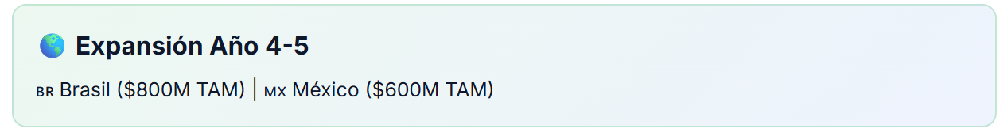 Expansión Año 4-5
BR Brasil ($800M TAM) | MX México ($600M TAM)